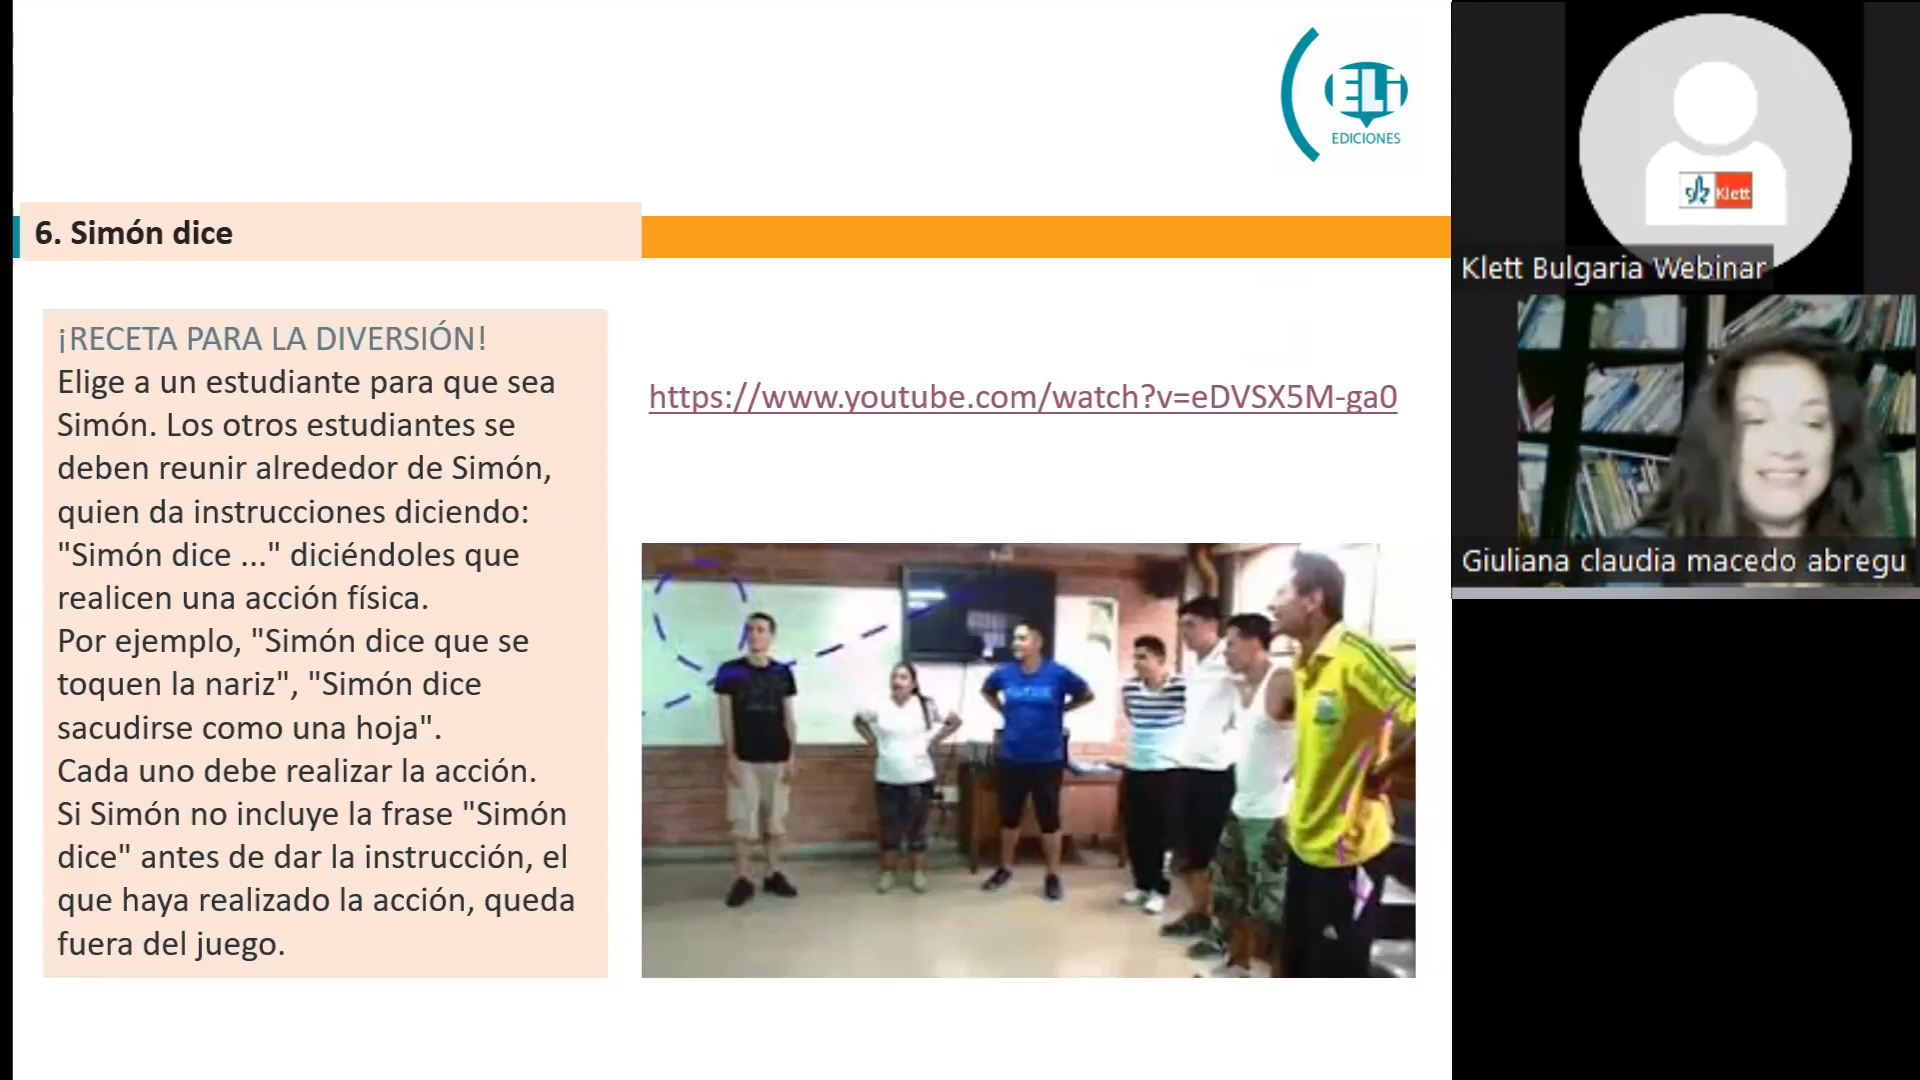 ELi
EDICIONES
6. Simón dice
¡RECETA PARA LA DIVERSIÓN!
Elige a un estudiante para que sea
Simón. Los otros estudiantes se
deben reunir alrededor de Simón,
quien da instrucciones diciendo:
"Simón dice ..." diciéndoles que
realicen una acción física.
Por ejemplo, "Simón dice que se
toquen la nariz", "Simón dice
sacudirse como una hoja".
Cada uno debe realizar la acción.
Si Simón no incluye la frase "Simón
dice" antes de dar la instrucción, el
que haya realizado la acción, queda
fuera del juego.
https://www.youtube.com/watch?v=eDVSX5M-ga0
Klett
Klett Bulgaria Webinar
Giuliana claudia macedo abregu